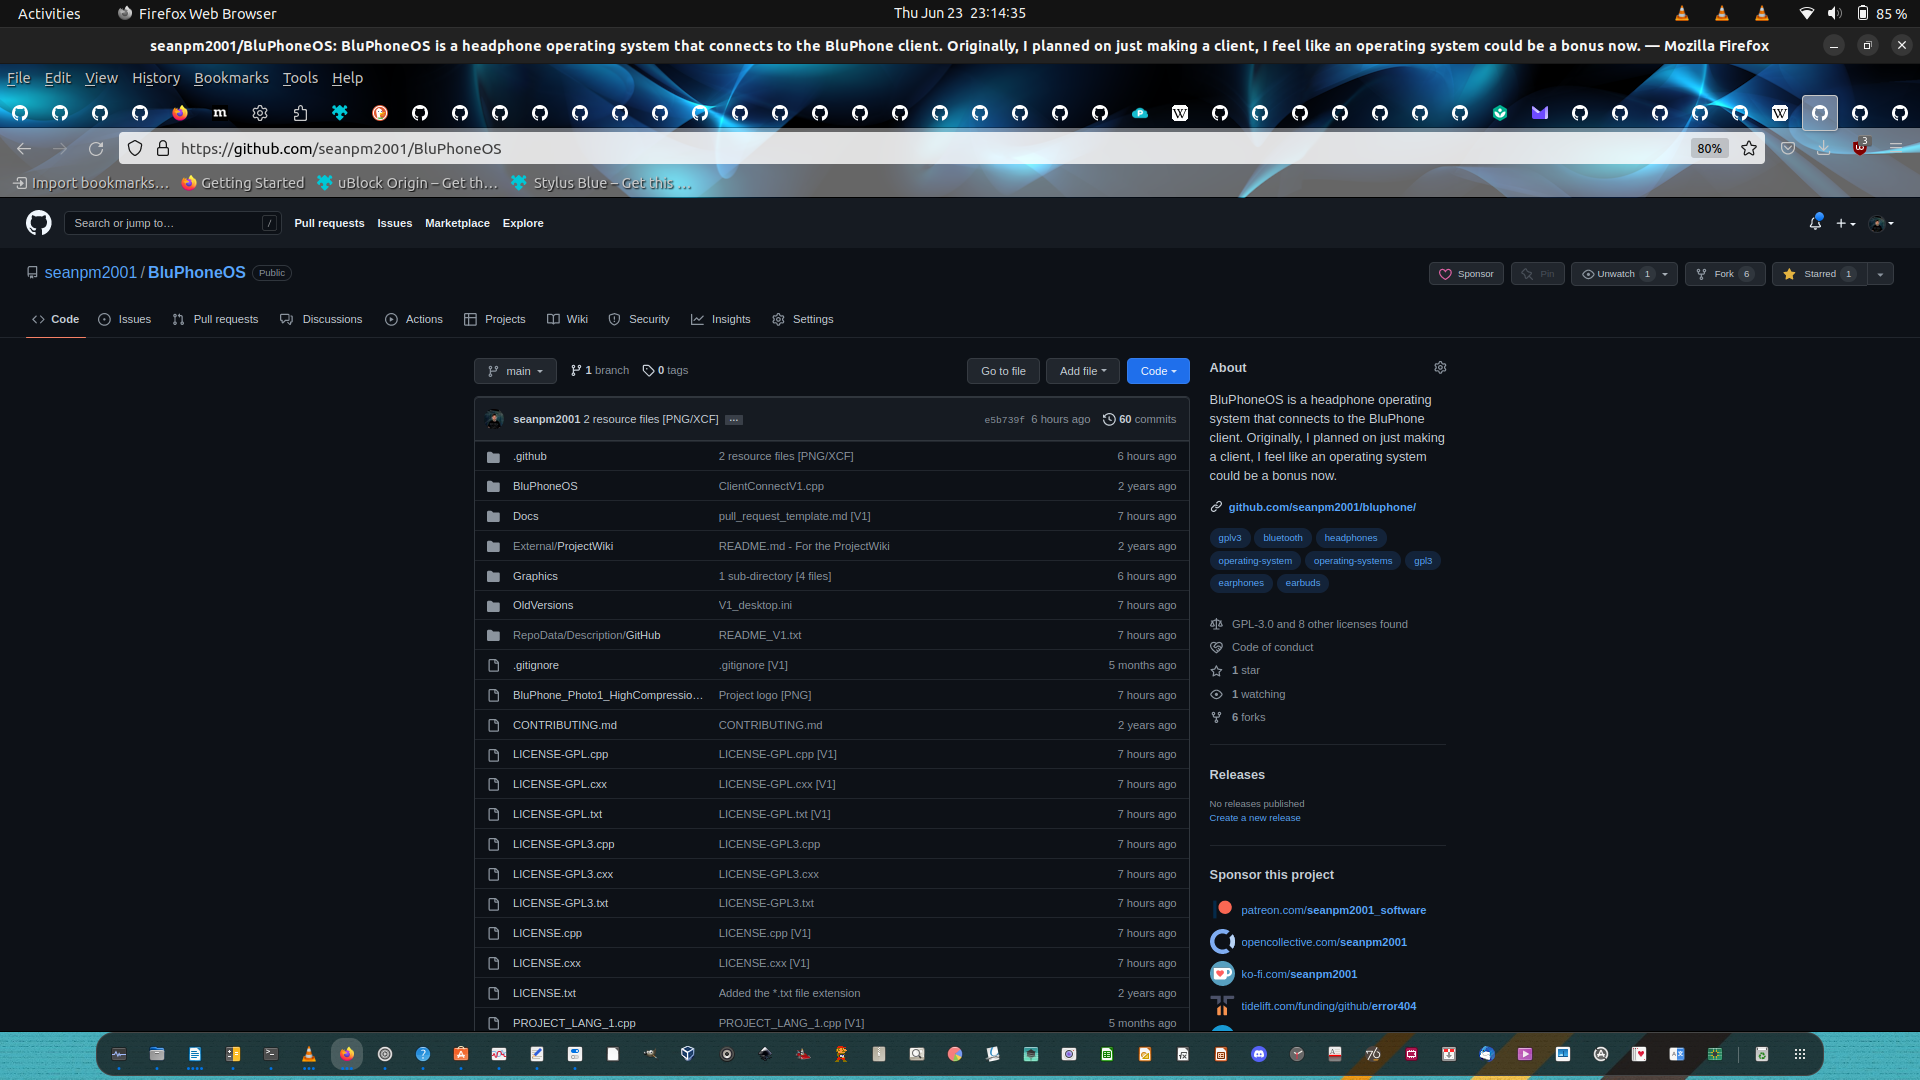 Activities Firefox Web Browser Thu Jun 23 23:14:35 85 %
seanpm2001/BluPhoneOS: BluPhoneOS is a headphone operating system that connects to the BluPhone client. Originally, I planned on just making a client, I feel like an operating system could be a bonus now. — Mozilla Firefox
File Edit View History Bookmarks Tools Help
https://github.com/seanpm2001/BluPhoneOS 80% 3
Import bookmarks… Getting Started uBlock Origin – Get th… Stylus Blue – Get this …
Search or jump to… / Pull requests Issues Marketplace Explore
seanpm2001 / BluPhoneOS Public Sponsor Pin Unwatch 1 Fork 6 Starred 1
Code Issues Pull requests Discussions Actions Projects Wiki Security Insights Settings
main 1 branch 0 tags Go to file Add file Code
seanpm2001 2 resource files [PNG/XCF] … e5b739f 6 hours ago 60 commits
.github 2 resource files [PNG/XCF] 6 hours ago
BluPhoneOS ClientConnectV1.cpp 2 years ago
Docs pull_request_template.md [V1] 7 hours ago
External/ProjectWiki README.md - For the ProjectWiki 2 years ago
Graphics 1 sub-directory [4 files] 6 hours ago
OldVersions V1_desktop.ini 7 hours ago
RepoData/Description/GitHub README_V1.txt 7 hours ago
.gitignore .gitignore [V1] 5 months ago
BluPhone_Photo1_HighCompressio… Project logo [PNG] 7 hours ago
CONTRIBUTING.md CONTRIBUTING.md 2 years ago
LICENSE-GPL.cpp LICENSE-GPL.cpp [V1] 7 hours ago
LICENSE-GPL.cxx LICENSE-GPL.cxx [V1] 7 hours ago
LICENSE-GPL.txt LICENSE-GPL.txt [V1] 7 hours ago
LICENSE-GPL3.cpp LICENSE-GPL3.cpp 7 hours ago
LICENSE-GPL3.cxx LICENSE-GPL3.cxx 7 hours ago
LICENSE-GPL3.txt LICENSE-GPL3.txt 7 hours ago
LICENSE.cpp LICENSE.cpp [V1] 7 hours ago
LICENSE.cxx LICENSE.cxx [V1] 7 hours ago
LICENSE.txt Added the *.txt file extension 2 years ago
PROJECT_LANG_1.cpp PROJECT_LANG_1.cpp [V1] 5 months ago
About
BluPhoneOS is a headphone operating
system that connects to the BluPhone
client. Originally, I planned on just making
a client, I feel like an operating system
could be a bonus now.
github.com/seanpm2001/bluphone/
gplv3 bluetooth headphones
operating-system operating-systems gpl3
earphones earbuds
GPL-3.0 and 8 other licenses found
Code of conduct
1 star
1 watching
6 forks
Releases
No releases published
Create a new release
Sponsor this project
patreon.com/seanpm2001_software
opencollective.com/seanpm2001
ko-fi.com/seanpm2001
tidelift.com/funding/github/error404